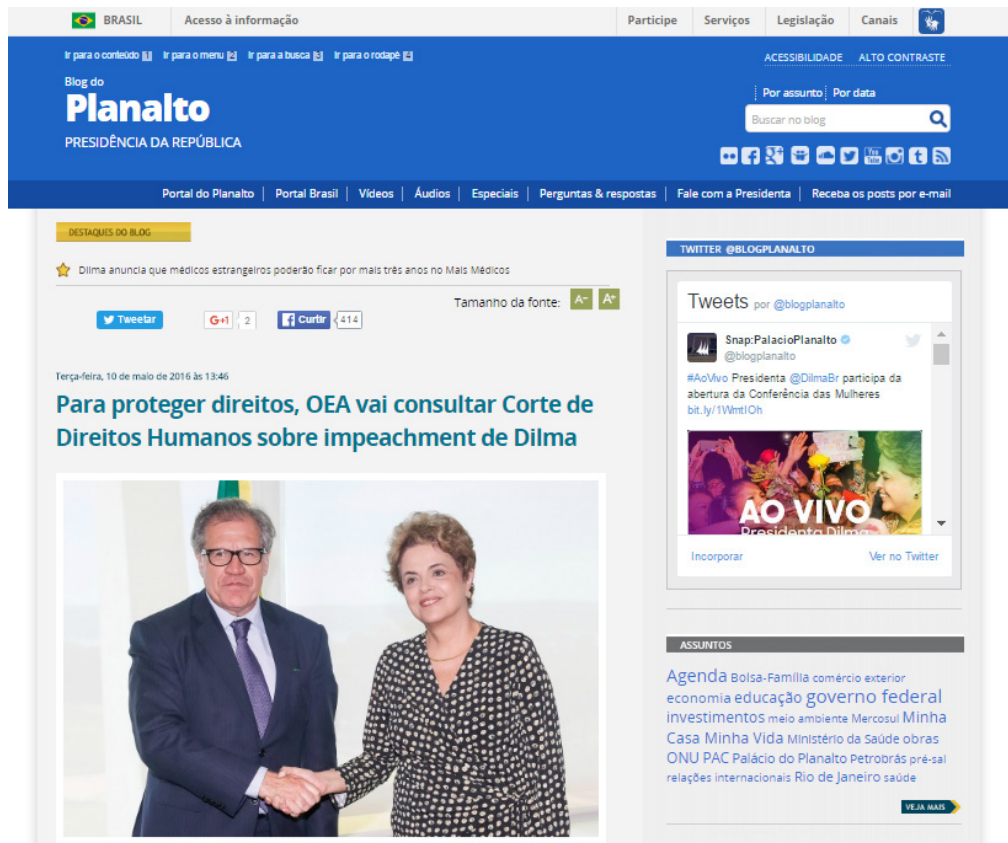 BRASIL Acesso à informação Participe Serviços Legislação Canais
Ir para o conteúdo 1 Ir para o menu 2 Ir para a busca 3 Ir para o rodapé 4 ACESSIBILIDADE ALTO CONTRASTE
Blog do
Planalto
PRESIDÊNCIA DA REPÚBLICA
Por assunto Por data
Buscar no blog
Portal do Planalto | Portal Brasil | Vídeos | Áudios | Especiais | Perguntas & respostas | Fale com a Presidenta | Receba os posts por e-mail
DESTAQUES DO BLOG
Dilma anuncia que médicos estrangeiros poderão ficar por mais três anos no Mais Médicos
Tamanho da fonte: A- A+
Tweetar G+1 2 Curtir 414
Terça-feira, 10 de maio de 2016 às 13:46
Para proteger direitos, OEA vai consultar Corte de
Direitos Humanos sobre impeachment de Dilma
TWITTER @BLOGPLANALTO
Tweets por @blogplanalto
Snap:PalacioPlanalto
@blogplanalto
#AoVivo Presidenta @DilmaBr participa da
abertura da Conferência das Mulheres
bit.ly/1WmtIOh
AO VIVO
Presidenta Dilma
Incorporar Ver no Twitter
ASSUNTOS
Agenda Bolsa-Família comércio exterior
economia educação governo federal
investimentos meio ambiente Mercosul Minha
Casa Minha Vida Ministério da Saúde obras
ONU PAC Palácio do Planalto Petrobrás pré-sal
relações internacionais Rio de Janeiro saúde
VEJA MAIS